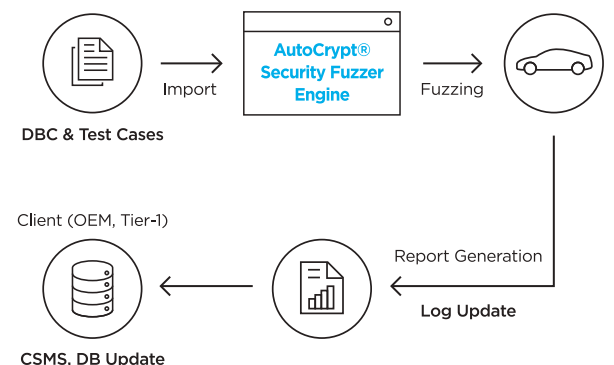 AutoCrypt®
Security Fuzzer
Engine
Import
Fuzzing
DBC & Test Cases
Client (OEM, Tier-1)
Report Generation
Log Update
CSMS, DB Update